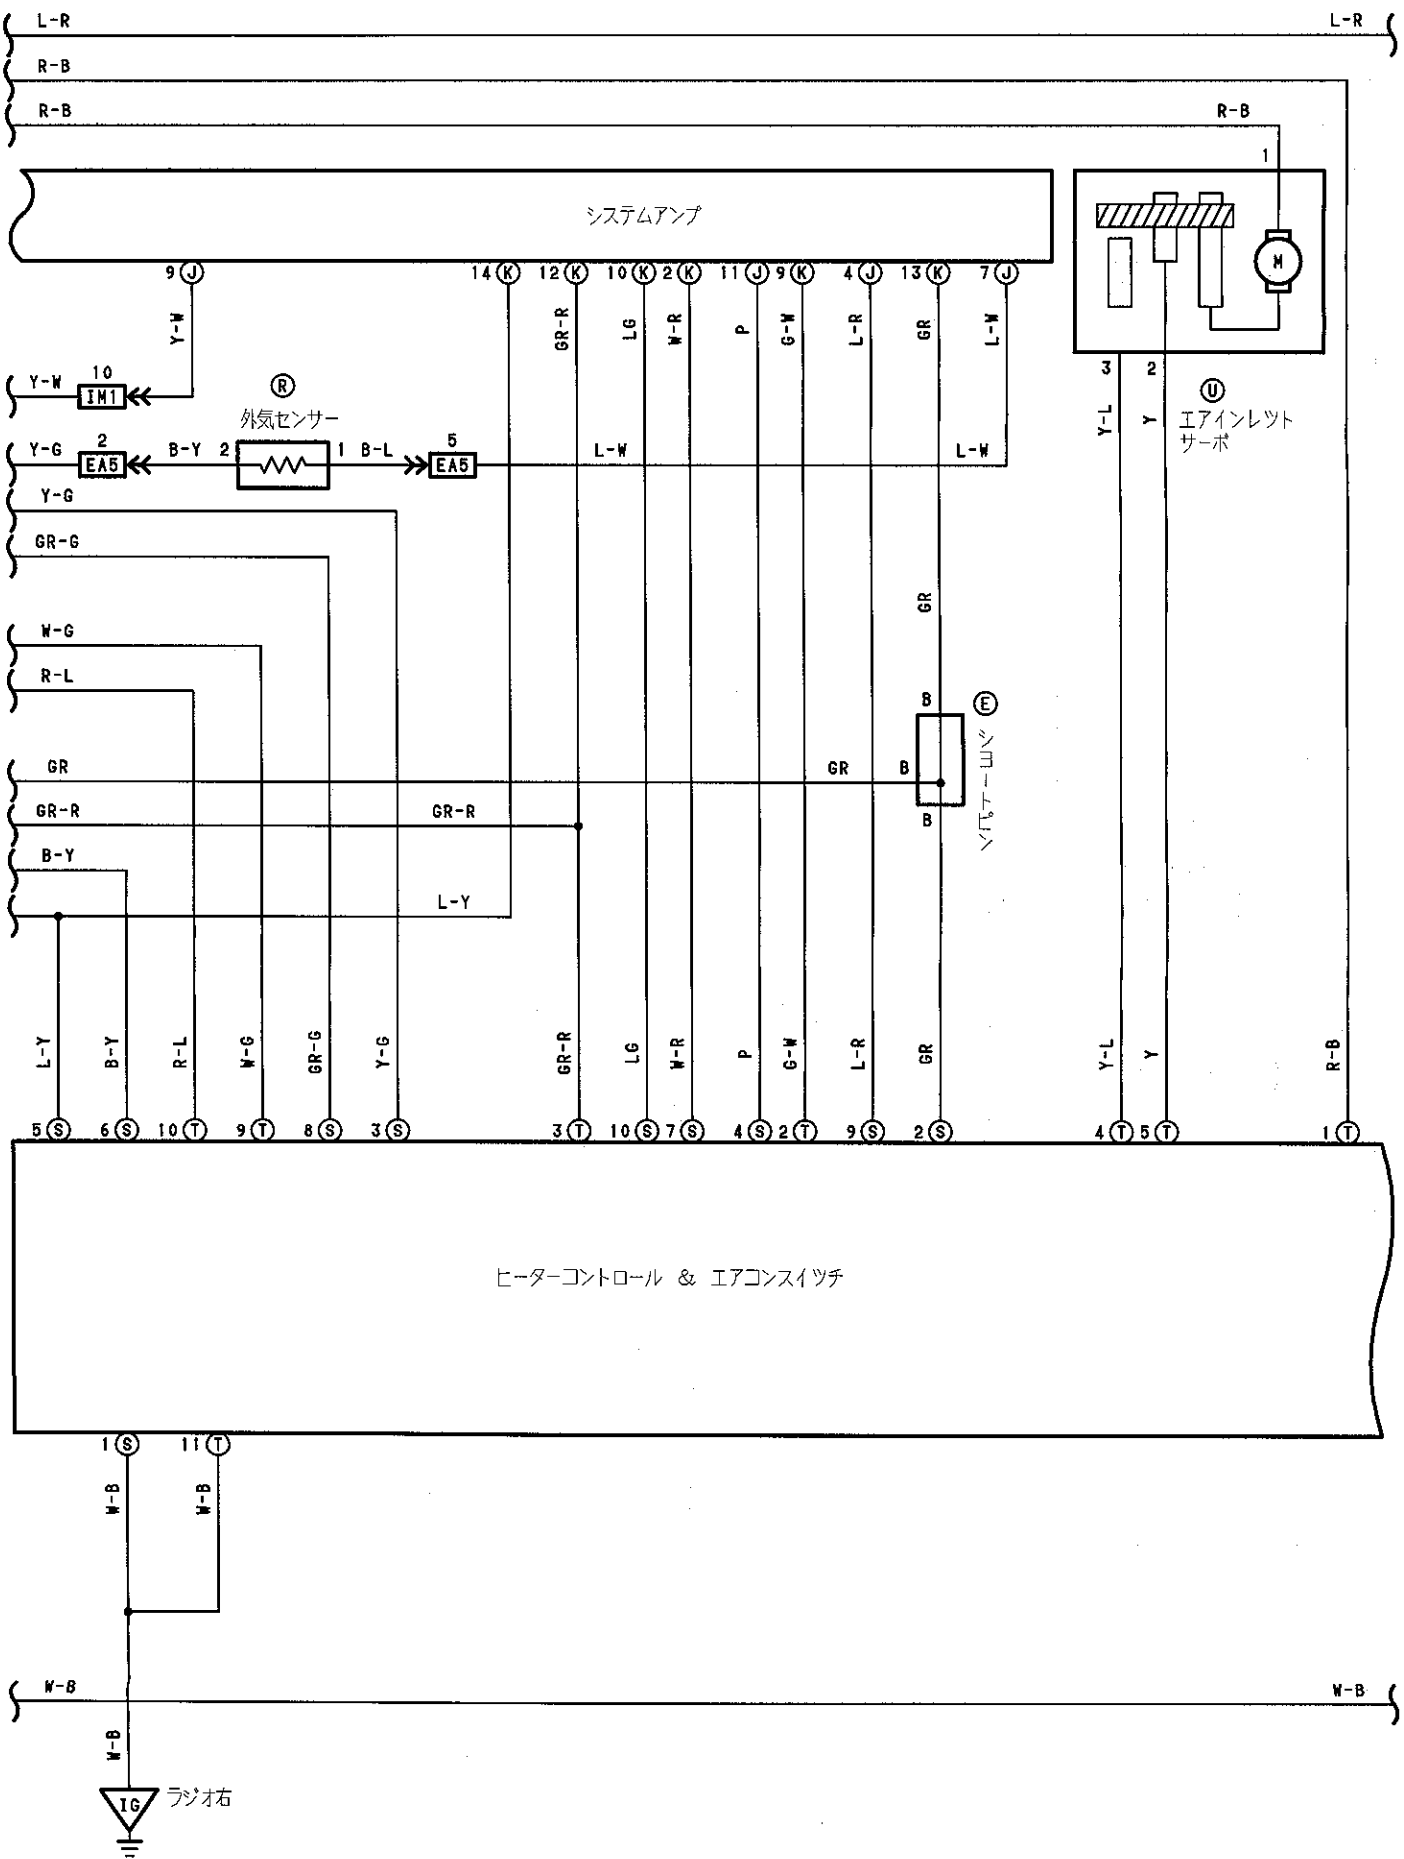 L-R L-R
R-B
R-B R-B
1
システムアンプ
M
9 J 14 K 12 K 10 K 2 K 11 J 9 K 4 J 13 K 7 J
Y-W GR-R LG W-R P G-W L-R GR L-W
3 2
Y-L Y
U
エアインレツト
サーボ
Y-W 10
IM1
R
外気センサー
Y-G 2 B-Y 2 1 B-L 5 L-W L-W
EA5 EA5
Y-G
GR-G
GR
W-G
R-L
B E
ショートピン
GR GR B
GR-R GR-R B
B-Y
L-Y
L-Y B-Y R-L W-G GR-G Y-G GR-R LG W-R P G-W L-R GR Y-L Y R-B
5 S 6 S 10 T 9 T 8 S 3 S 3 T 10 S 7 S 4 S 2 T 9 S 2 S 4 T 5 T 1 T
ヒーターコントロール & エアコンスイツチ
1 S 11 T
W-B W-B
W-B W-B
W-B
IG ラジオ右